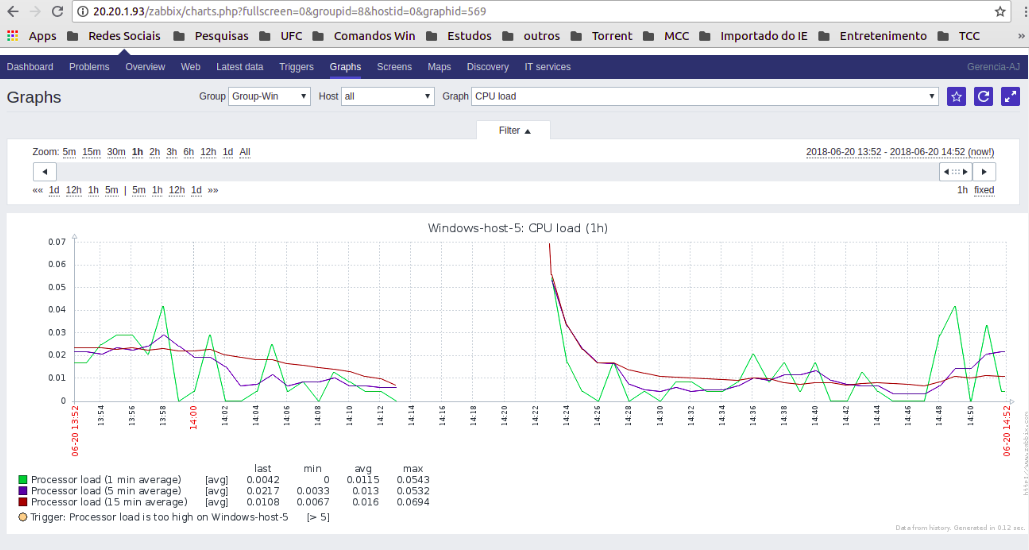 20.20.1.93/zabbix/charts.php?fullscreen=0&groupid=8&hostid=0&graphid=569
Apps Redes Sociais Pesquisas UFC Comandos Win Estudos outros Torrent MCC Importado do IE Entretenimento TCC »
Dashboard Problems Overview Web Latest data Triggers Graphs Screens Maps Discovery IT services Gerencia-AJ
Graphs Group Group-Win Host all Graph CPU load
Filter
Zoom: 5m 15m 30m 1h 2h 3h 6h 12h 1d All 2018-06-20 13:52 - 2018-06-20 14:52 (now!)
«« 1d 12h 1h 5m | 5m 1h 12h 1d »» 1h fixed
Windows-host-5: CPU load (1h)
0.07
0.06
0.05
0.04
0.03
0.02
0.01
0
06-20 13:52 13:54 13:56 13:58 14:00 14:02 14:04 14:06 14:08 14:10 14:12 14:14 14:16 14:18 14:20 14:22 14:24 14:26 14:28 14:30 14:32 14:34 14:36 14:38 14:40 14:42 14:44 14:46 14:48 14:50 06-20 14:52
last min avg max
Processor load (1 min average) [avg] 0.0042 0 0.0115 0.0543
Processor load (5 min average) [avg] 0.0217 0.0033 0.013 0.0532
Processor load (15 min average) [avg] 0.0108 0.0067 0.016 0.0694
Trigger: Processor load is too high on Windows-host-5 [> 5]
http://www.zabbix.com
Data from history. Generated in 0.12 sec.